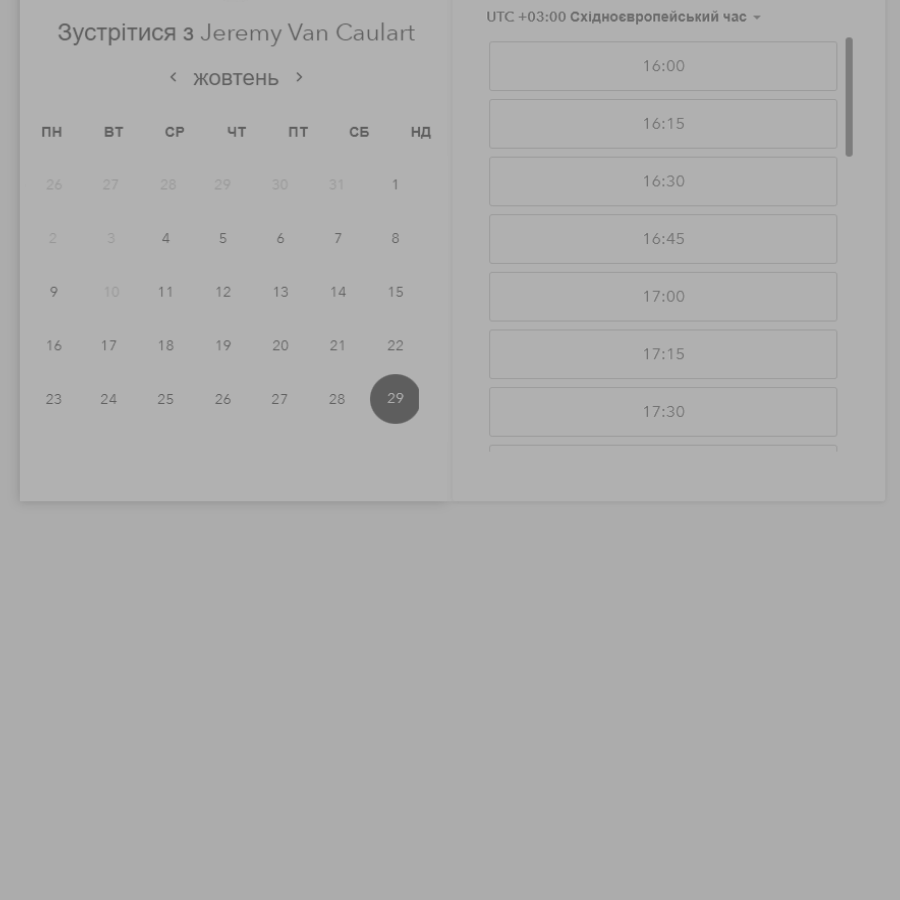 Зустрітися з Jeremy Van Caulart
жовтень
ПН ВТ СР ЧТ ПТ СБ НД
26 27 28 29 30 31 1
2 3 4 5 6 7 8
9 10 11 12 13 14 15
16 17 18 19 20 21 22
23 24 25 26 27 28 29
UTC +03:00 Східноєвропейський час
16:00
16:15
16:30
16:45
17:00
17:15
17:30